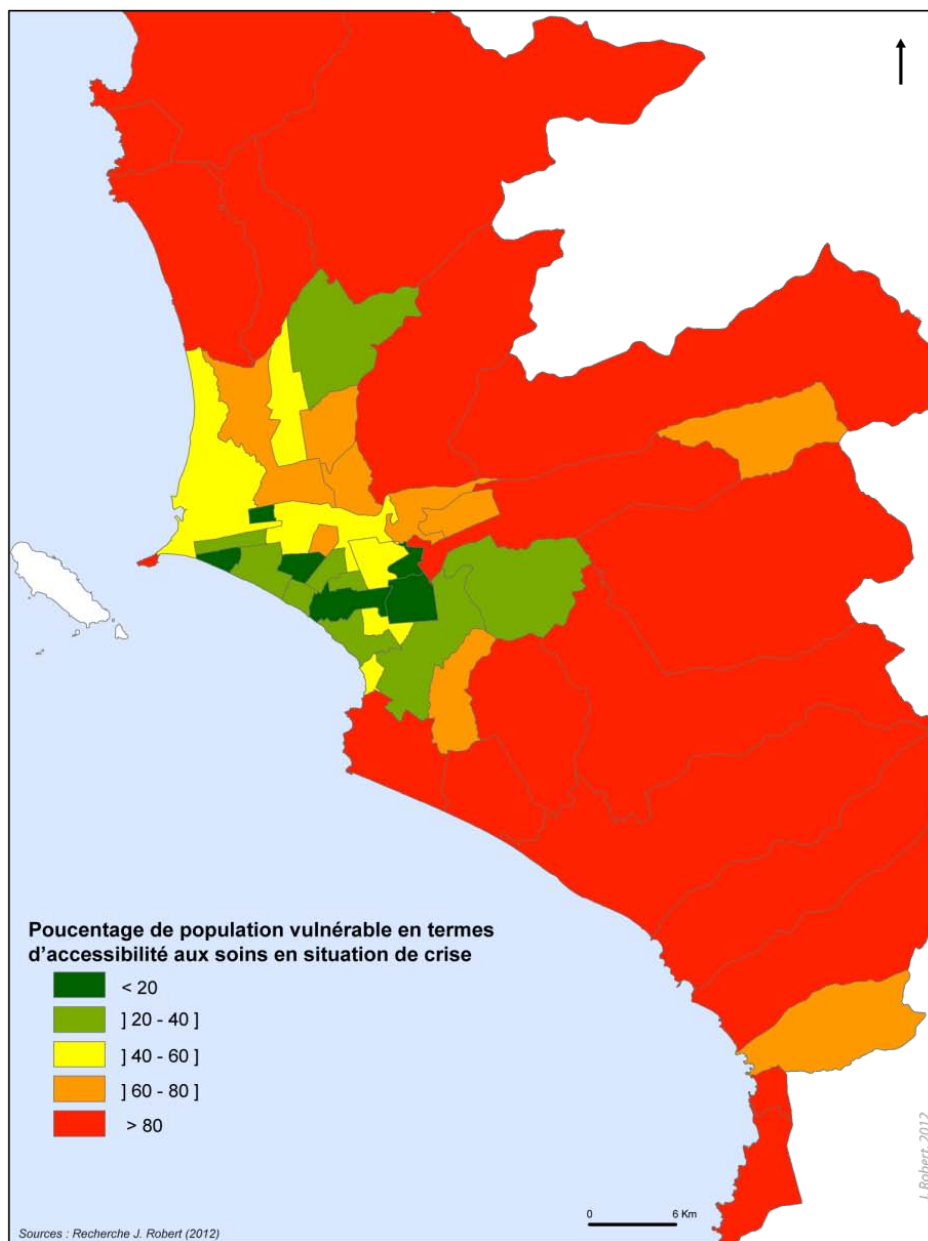 Poucentage de population vulnérable en termes
d'accessibilité aux soins en situation de crise
< 20
] 20 - 40 ]
] 40 - 60 ]
] 60 - 80 ]
> 80
J. Robert, 2012
0 6 Km
Sources : Recherche J. Robert (2012)